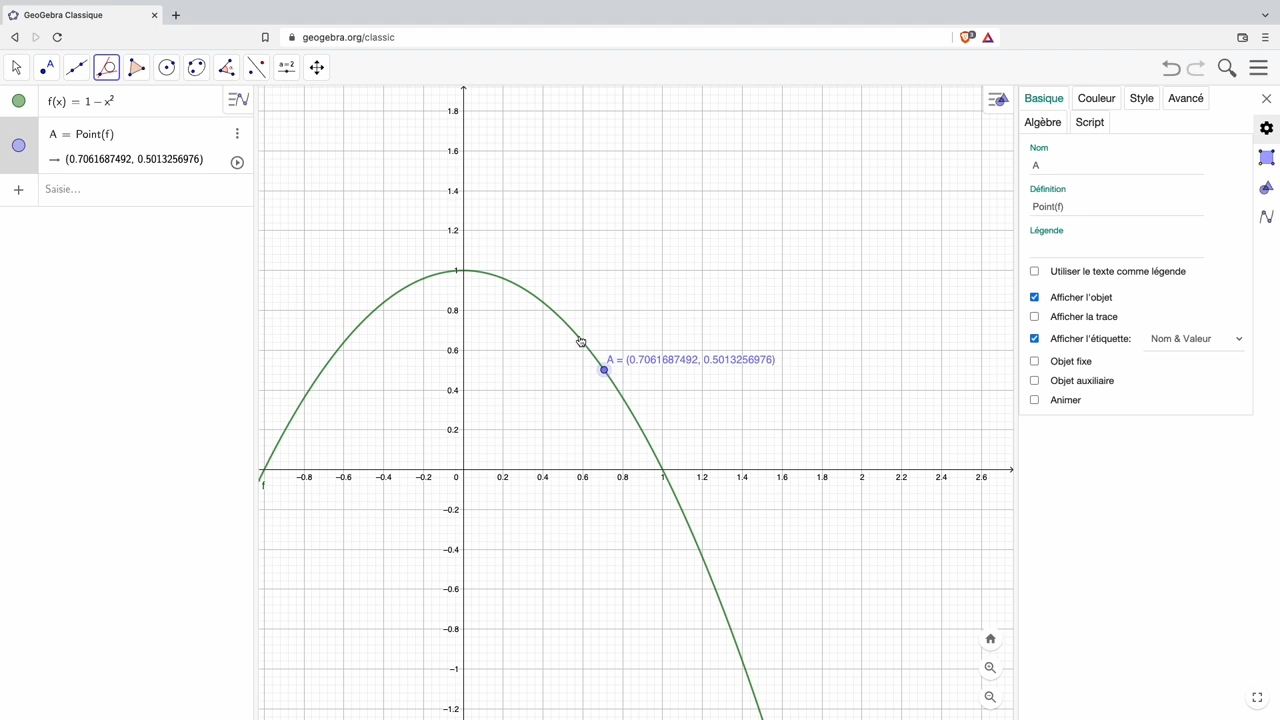 GeoGebra Classique
geogebra.org/classic
3
a=2
f(x) = 1 − x²
A = Point(f)
→ (0.7061687492, 0.5013256976)
Saisie…
1.8
1.6
1.4
1.2
1
0.8
0.6
0.4
0.2
−0.8 −0.6 −0.4 −0.2 0 0.2 0.4 0.6 0.8 1 1.2 1.4 1.6 1.8 2 2.2 2.4 2.6
−0.2
−0.4
−0.6
−0.8
−1
−1.2
f
A = (0.7061687492, 0.5013256976)
Basique Couleur Style Avancé
Algèbre Script
Nom
A
Définition
Point(f)
Légende
Utiliser le texte comme légende
Afficher l'objet
Afficher la trace
Afficher l'étiquette: Nom & Valeur
Objet fixe
Objet auxiliaire
Animer